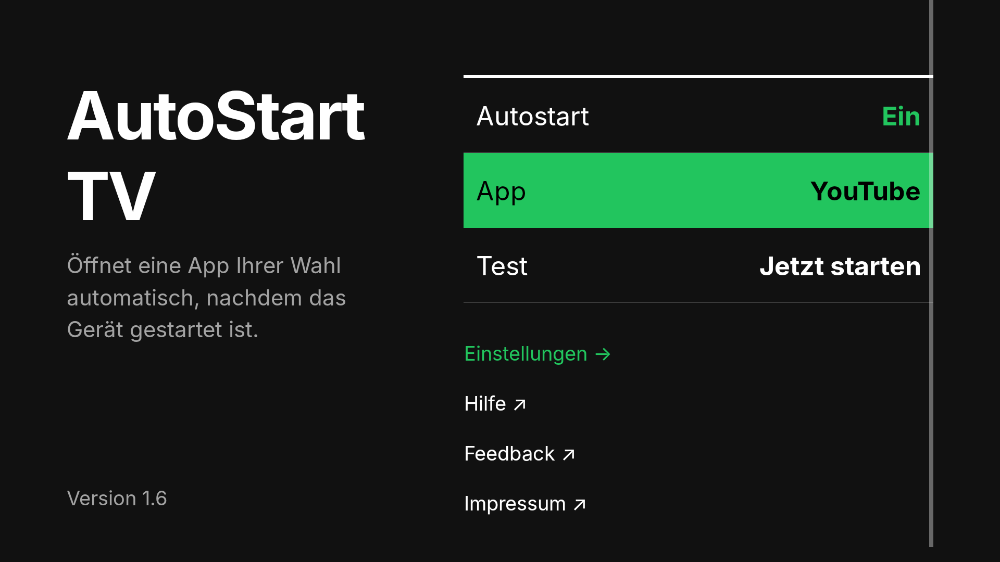 AutoStart
TV
Öffnet eine App Ihrer Wahl
automatisch, nachdem das
Gerät gestartet ist.
Version 1.6
Autostart Ein
App YouTube
Test Jetzt starten
Einstellungen →
Hilfe ↗
Feedback ↗
Impressum ↗